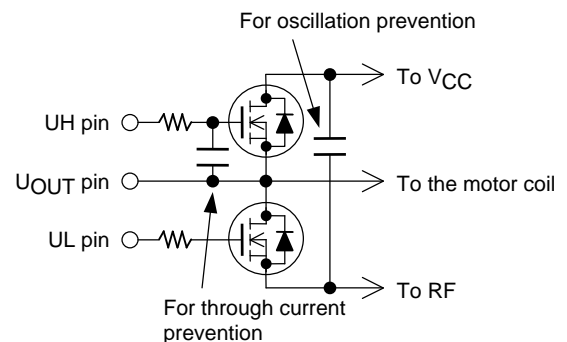 For oscillation prevention
To VCC
UH pin
UOUT pin
To the motor coil
UL pin
To RF
For through current
prevention